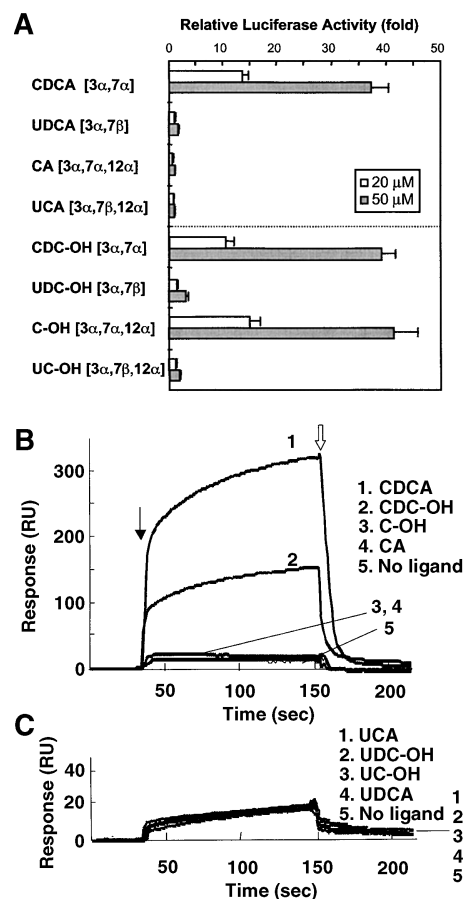 A
Relative Luciferase Activity (fold)
0 10 20 30 40 50
CDCA [3α,7α]
UDCA [3α,7β]
CA [3α,7α,12α]
UCA [3α,7β,12α]
20 μM
50 μM
CDC-OH [3α,7α]
UDC-OH [3α,7β]
C-OH [3α,7α,12α]
UC-OH [3α,7β,12α]
B
Response (RU)
300
200
100
0
1
2
3, 4
5
1. CDCA
2. CDC-OH
3. C-OH
4. CA
5. No ligand
50 100 150 200
Time (sec)
C
Response (RU)
40
20
0
1. UCA
2. UDC-OH
3. UC-OH
4. UDCA
5. No ligand
1
2
3
4
5
50 100 150 200
Time (sec)